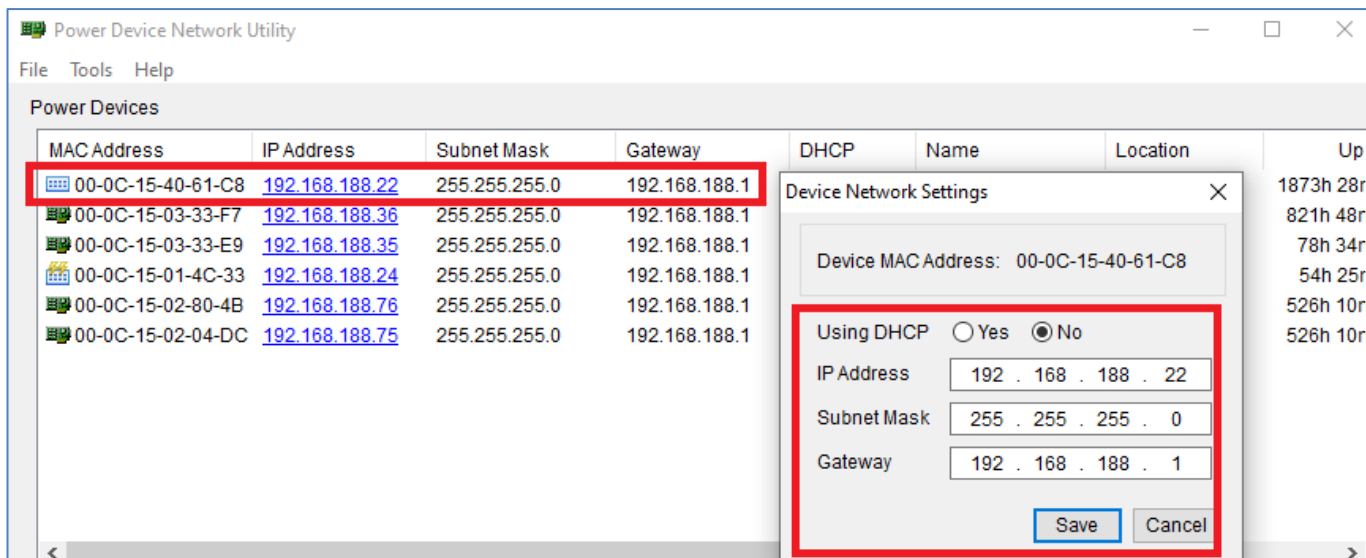 Power Device Network Utility
File Tools Help
Power Devices
MAC Address IP Address Subnet Mask Gateway DHCP Name Location Up
00-0C-15-40-61-C8 192.168.188.22 255.255.255.0 192.168.188.1 1873h 28m
00-0C-15-03-33-F7 192.168.188.36 255.255.255.0 192.168.188.1 821h 48m
00-0C-15-03-33-E9 192.168.188.35 255.255.255.0 192.168.188.1 78h 34m
00-0C-15-01-4C-33 192.168.188.24 255.255.255.0 192.168.188.1 54h 25m
00-0C-15-02-80-4B 192.168.188.76 255.255.255.0 192.168.188.1 526h 10m
00-0C-15-02-04-DC 192.168.188.75 255.255.255.0 192.168.188.1 526h 10m
Device Network Settings
Device MAC Address: 00-0C-15-40-61-C8
Using DHCP Yes No
IP Address 192 . 168 . 188 . 22
Subnet Mask 255 . 255 . 255 . 0
Gateway 192 . 168 . 188 . 1
Save Cancel